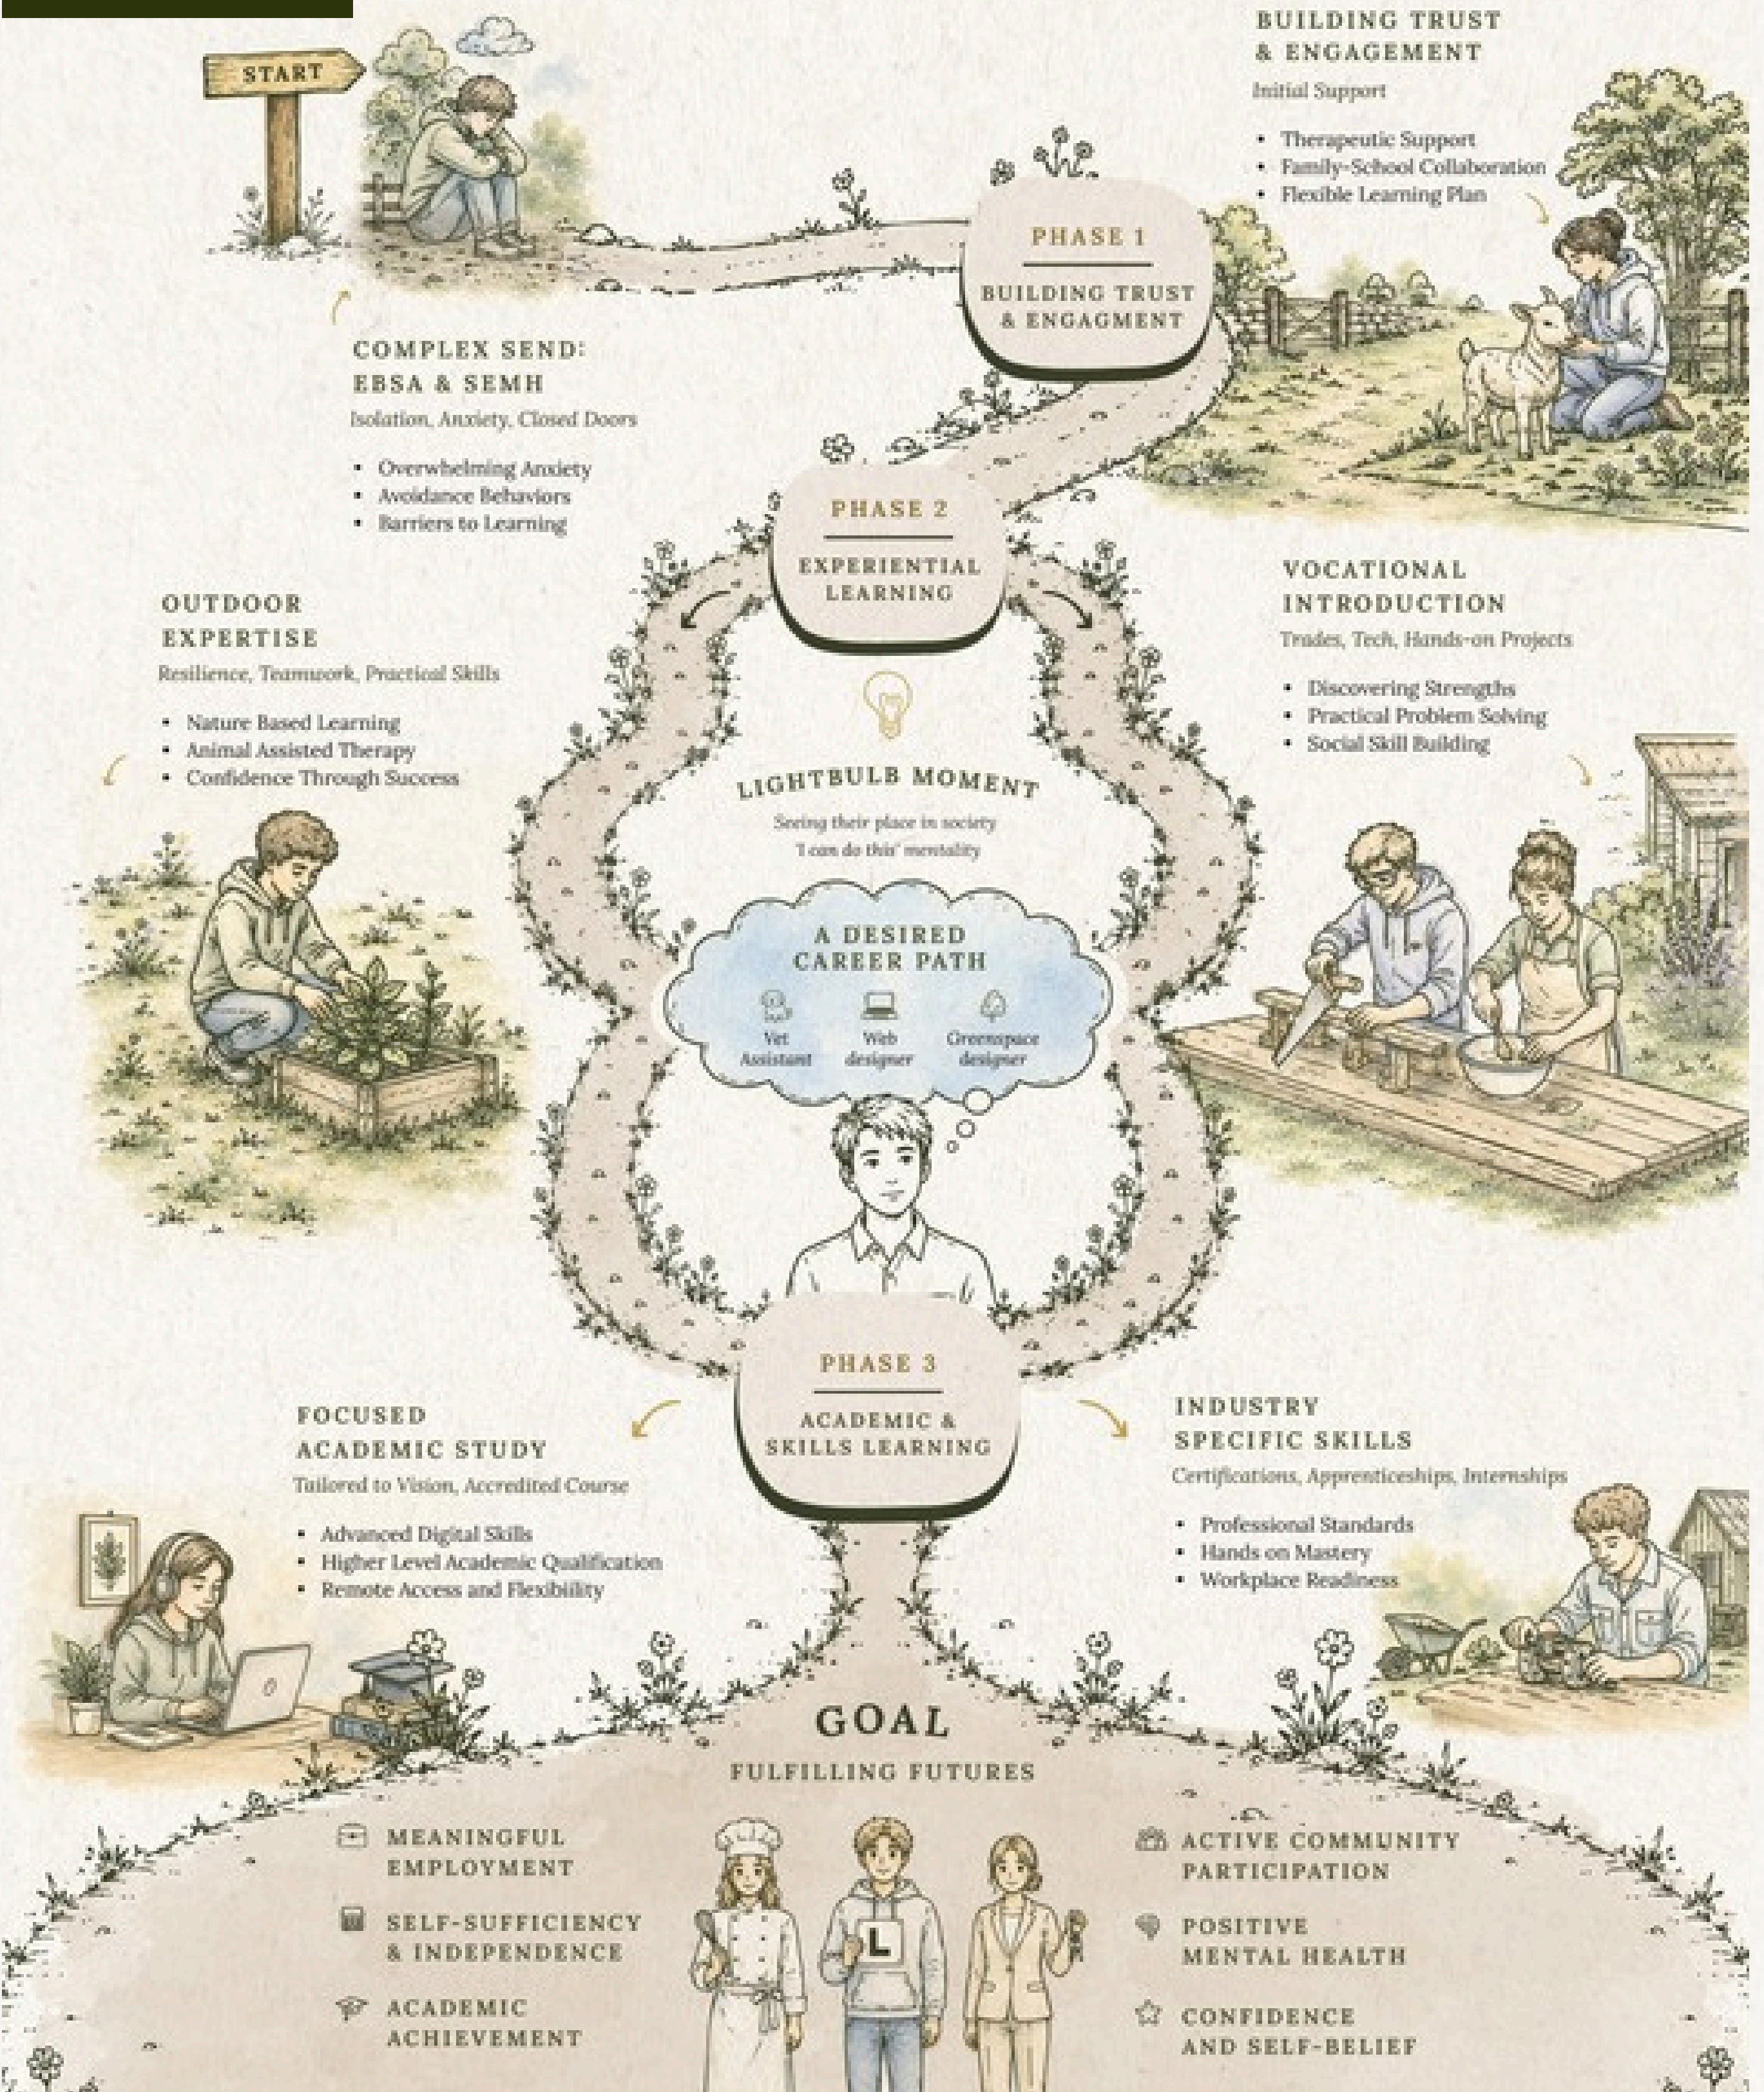 START
BUILDING TRUST
& ENGAGEMENT
Initial Support
• Therapeutic Support
• Family-School Collaboration
• Flexible Learning Plan
PHASE 1
BUILDING TRUST
& ENGAGMENT
COMPLEX SEND:
EBSA & SEMH
Isolation, Anxiety, Closed Doors
• Overwhelming Anxiety
• Avoidance Behaviors
• Barriers to Learning
PHASE 2
EXPERIENTIAL
LEARNING
OUTDOOR
EXPERTISE
Resilience, Teamwork, Practical Skills
• Nature Based Learning
• Animal Assisted Therapy
• Confidence Through Success
VOCATIONAL
INTRODUCTION
Trades, Tech, Hands-on Projects
• Discovering Strengths
• Practical Problem Solving
• Social Skill Building
LIGHTBULB MOMENT
Seeing their place in society
'I can do this' mentality
A DESIRED
CAREER PATH
Vet
Assistant
Web
designer
Greenspace
designer
PHASE 3
ACADEMIC &
SKILLS LEARNING
FOCUSED
ACADEMIC STUDY
Tailored to Vision, Accredited Course
• Advanced Digital Skills
• Higher Level Academic Qualification
• Remote Access and Flexibiility
INDUSTRY
SPECIFIC SKILLS
Certifications, Apprenticeships, Internships
• Professional Standards
• Hands on Mastery
• Workplace Readiness
GOAL
FULFILLING FUTURES
MEANINGFUL
EMPLOYMENT
SELF-SUFFICIENCY
& INDEPENDENCE
ACADEMIC
ACHIEVEMENT
L
ACTIVE COMMUNITY
PARTICIPATION
POSITIVE
MENTAL HEALTH
CONFIDENCE
AND SELF-BELIEF